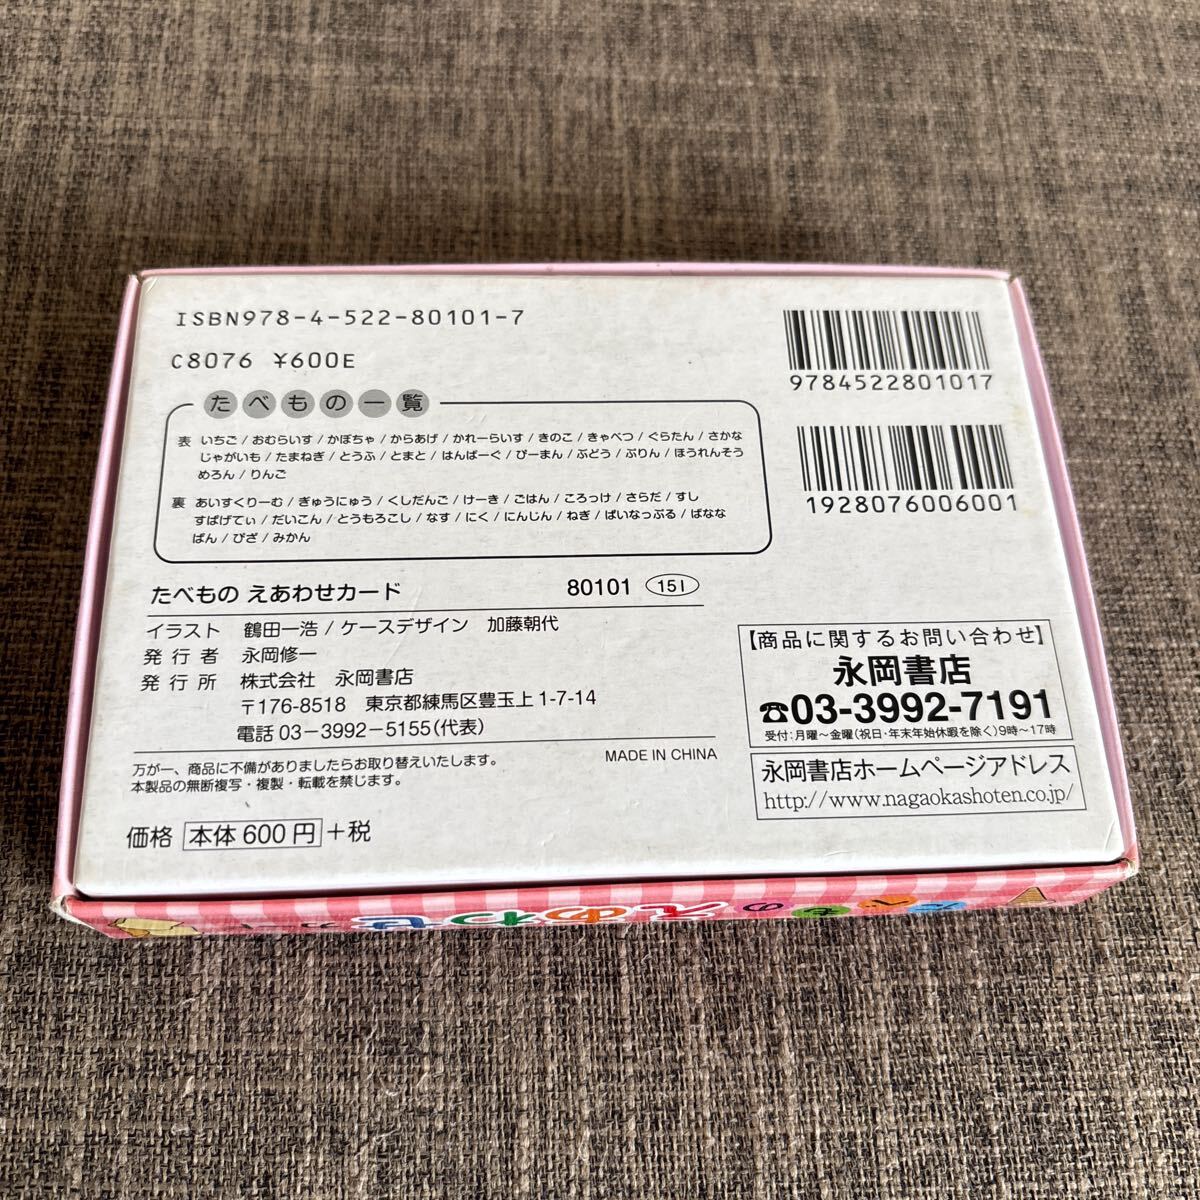 ISBN978-4-522-80101-7
C8076 ¥600E
9784522801017
1928076006001
たべもの一覧
表 いちご/おむらいす/かぼちゃ/からあげ/かれーらいす/きのこ/きゃべつ/ぐらたん/さかな
じゃがいも/たまねぎ/とうふ/とまと/はんばーぐ/ぴーまん/ぶどう/ぷりん/ほうれんそう
めろん/りんご
裏 あいすくりーむ/ぎゅうにゅう/くしだんご/けーき/ごはん/ころっけ/さらだ/すし
すぱげてぃ/だいこん/とうもろこし/なす/にく/にんじん/ねぎ/ぱいなっぷる/ばなな
ぱん/ぴざ/みかん
たべもの えあわせカード 80101 15I
イラスト 鶴田一浩/ケースデザイン 加藤朝代
発行者 永岡修一
発行所 株式会社 永岡書店
〒176-8518 東京都練馬区豊玉上1-7-14
電話 03-3992-5155(代表)
万が一、商品に不備がありましたらお取り替えいたします。
本製品の無断複写・複製・転載を禁じます。
MADE IN CHINA
価格 本体600円+税
【商品に関するお問い合わせ】
永岡書店
☎03-3992-7191
受付:月曜〜金曜(祝日・年末年始休暇を除く)9時〜17時
永岡書店ホームページアドレス
http://www.nagaokashoten.co.jp/
たべもの
えあわせ